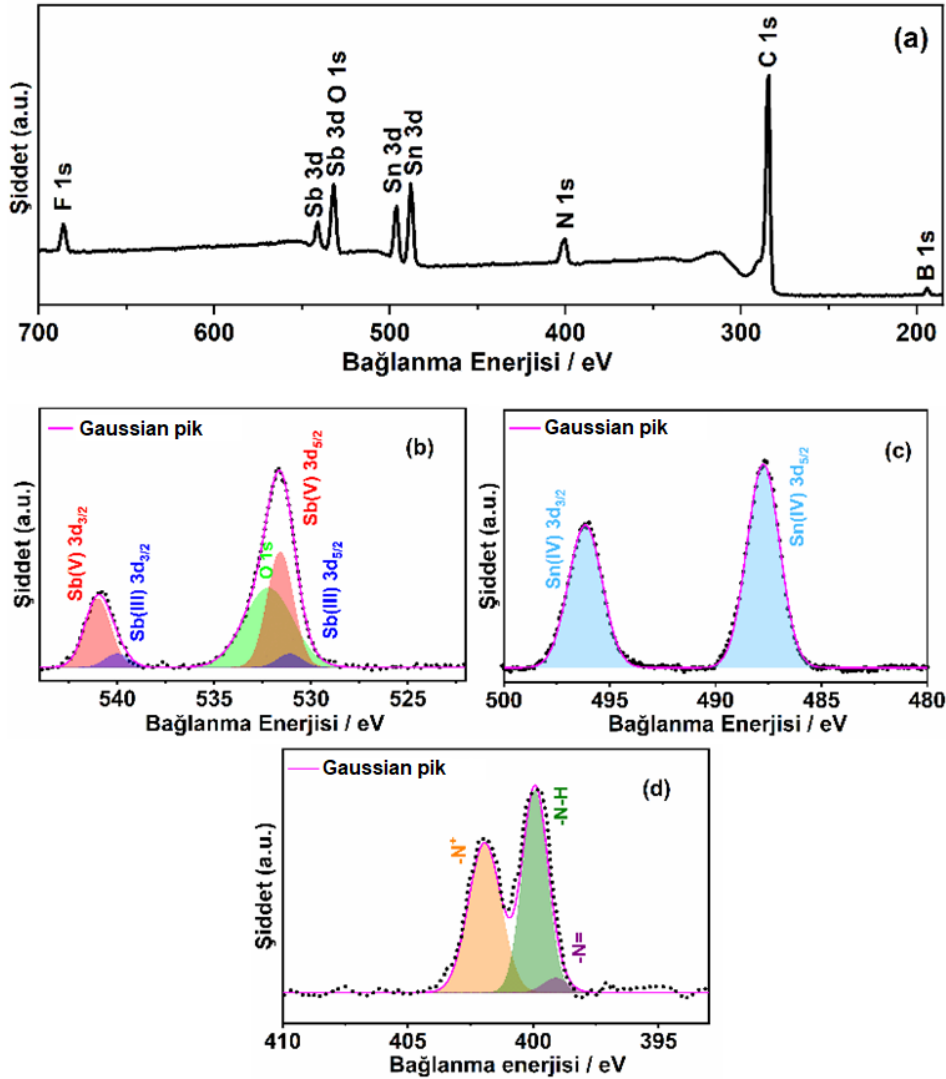 (a)
Şiddet (a.u.)
F 1s
Sb 3d
Sb 3d O 1s
Sn 3d
Sn 3d
N 1s
C 1s
B 1s
700 600 500 400 300 200
Bağlanma Enerjisi / eV
Gaussian pik
(b)
Şiddet (a.u.)
Sb(V) 3d3/2
Sb(III) 3d3/2
O 1s
Sb(V) 3d5/2
Sb(III) 3d5/2
540 535 530 525
Bağlanma Enerjisi / eV
Gaussian pik
(c)
Şiddet (a.u.)
Sn(IV) 3d3/2
Sn(IV) 3d5/2
500 495 490 485 480
Bağlanma Enerjisi / eV
Gaussian pik
(d)
Şiddet (a.u.)
-N+
-N-H
-N=
410 405 400 395
Bağlanma enerjisi / eV